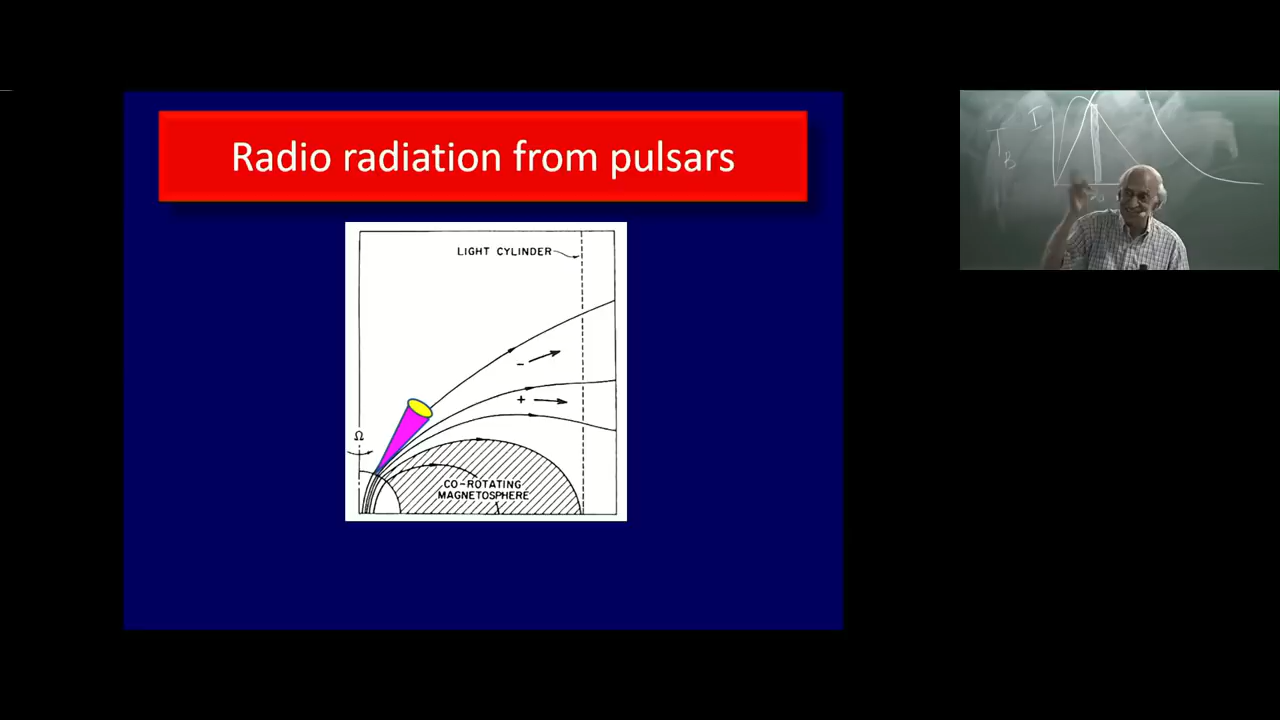 Radio radiation from pulsars
LIGHT CYLINDER
-
+
Ω
CO-ROTATING
MAGNETOSPHERE
I
T
B